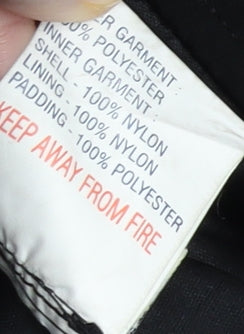 ER GARMENT :
0% POLYESTER
INNER GARMENT :
SHELL - 100% NYLON
LINING - 100% NYLON
PADDING - 100% POLYESTER
KEEP AWAY FROM FIRE